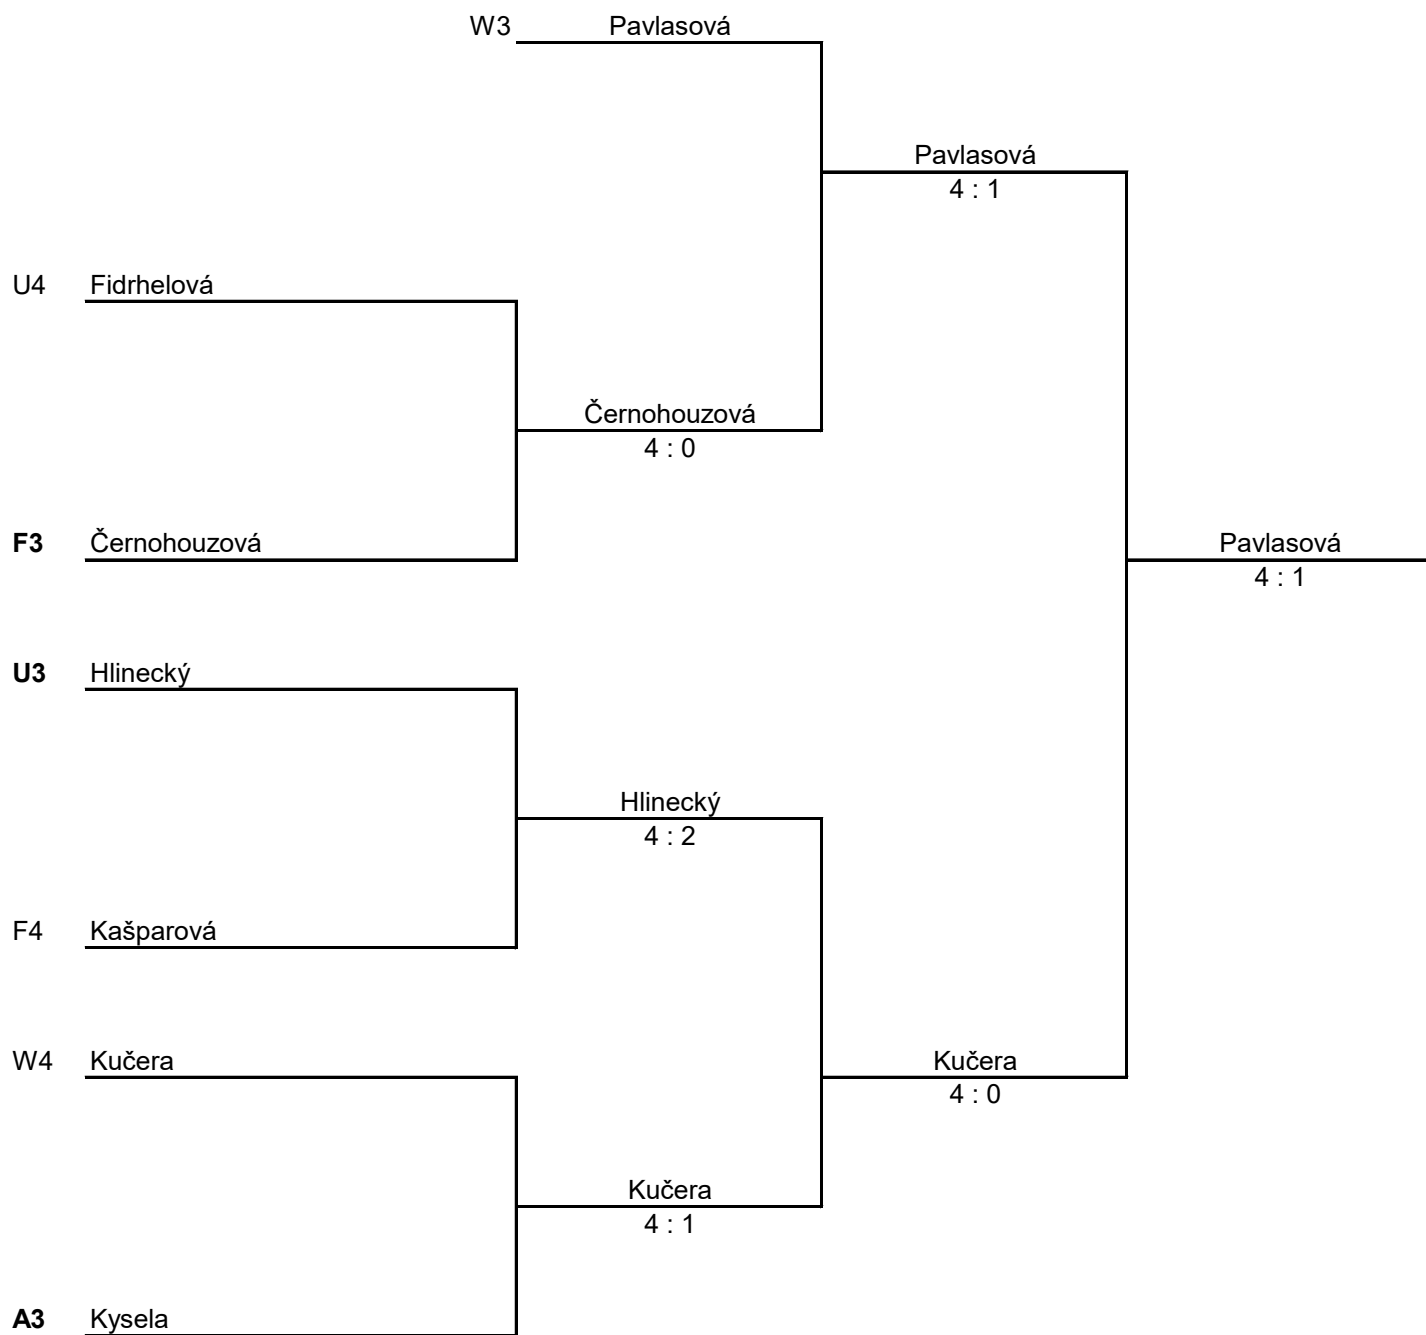 W3 Pavlasová
Pavlasová
4 : 1
U4 Fidrhelová
Černohouzová
4 : 0
F3 Černohouzová
Pavlasová
4 : 1
U3 Hlinecký
Hlinecký
4 : 2
F4 Kašparová
W4 Kučera
Kučera
4 : 0
Kučera
4 : 1
A3 Kysela